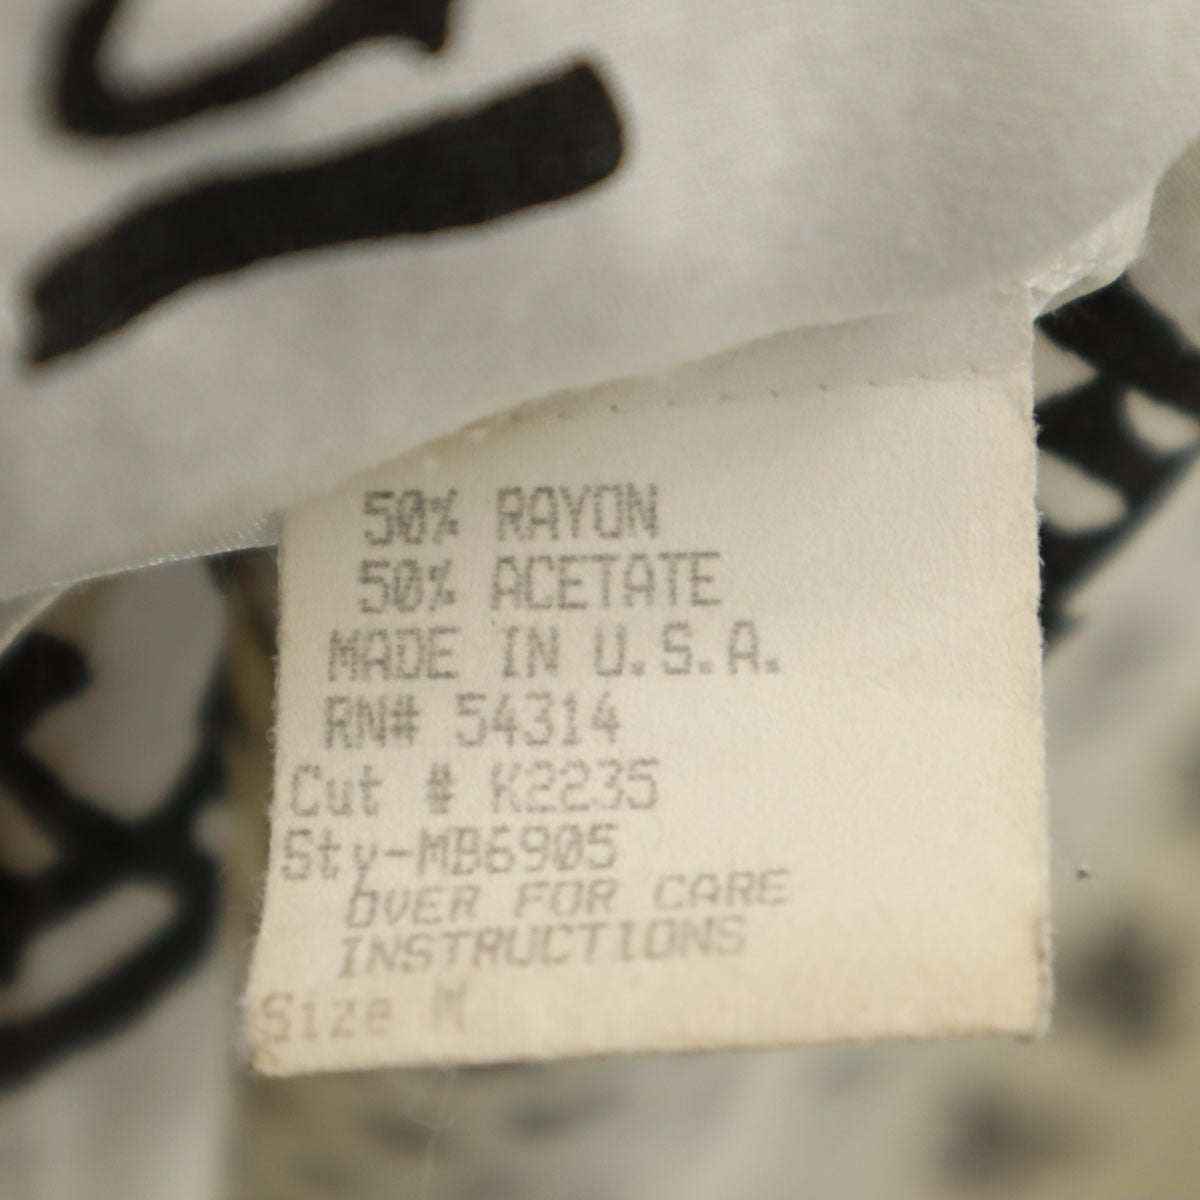 50% RAYON
50% ACETATE
MADE IN U.S.A.
RN# 54314
Cut # K2235
Sty-MB6905
OVER FOR CARE
INSTRUCTIONS
Size M